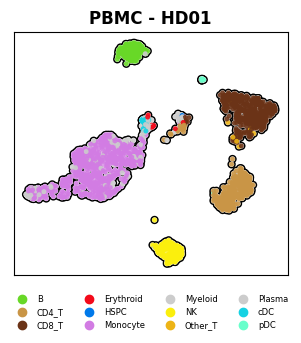 PBMC - HD01
B
Erythroid
Myeloid
Plasma
CD4_T
HSPC
NK
cDC
CD8_T
Monocyte
Other_T
pDC